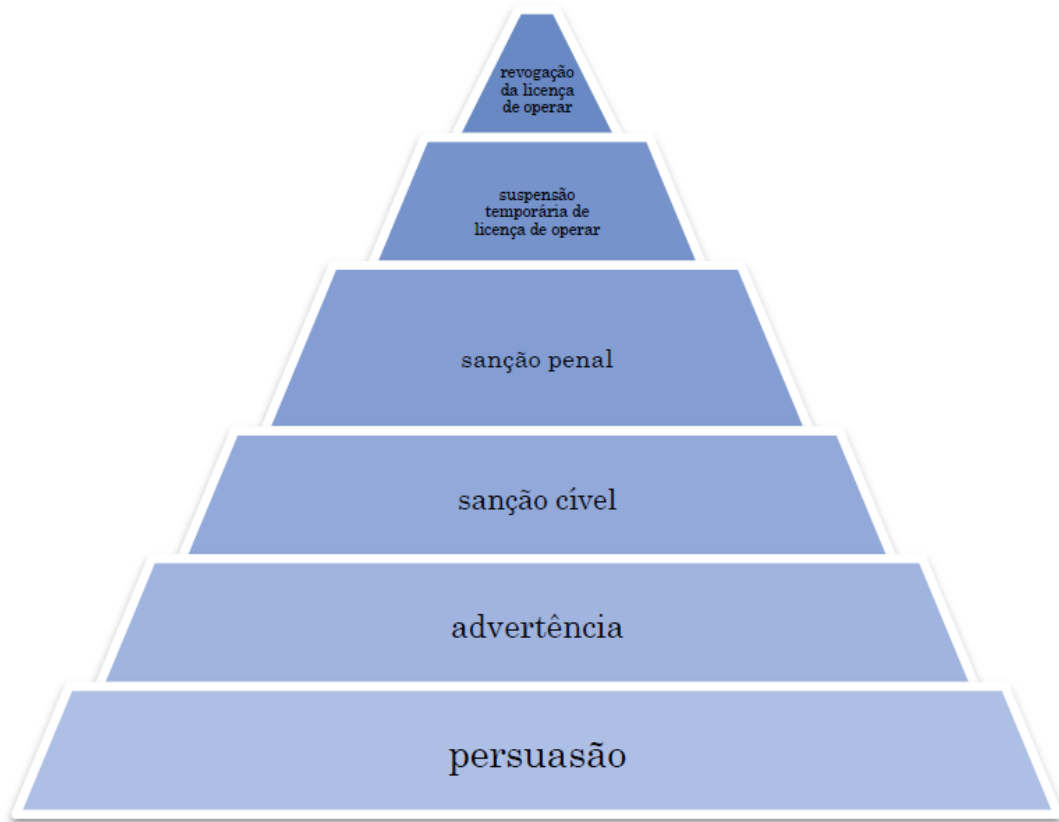 revogação
da licença
de operar
suspensão
temporária de
licença de operar
sanção penal
sanção cível
advertência
persuasão